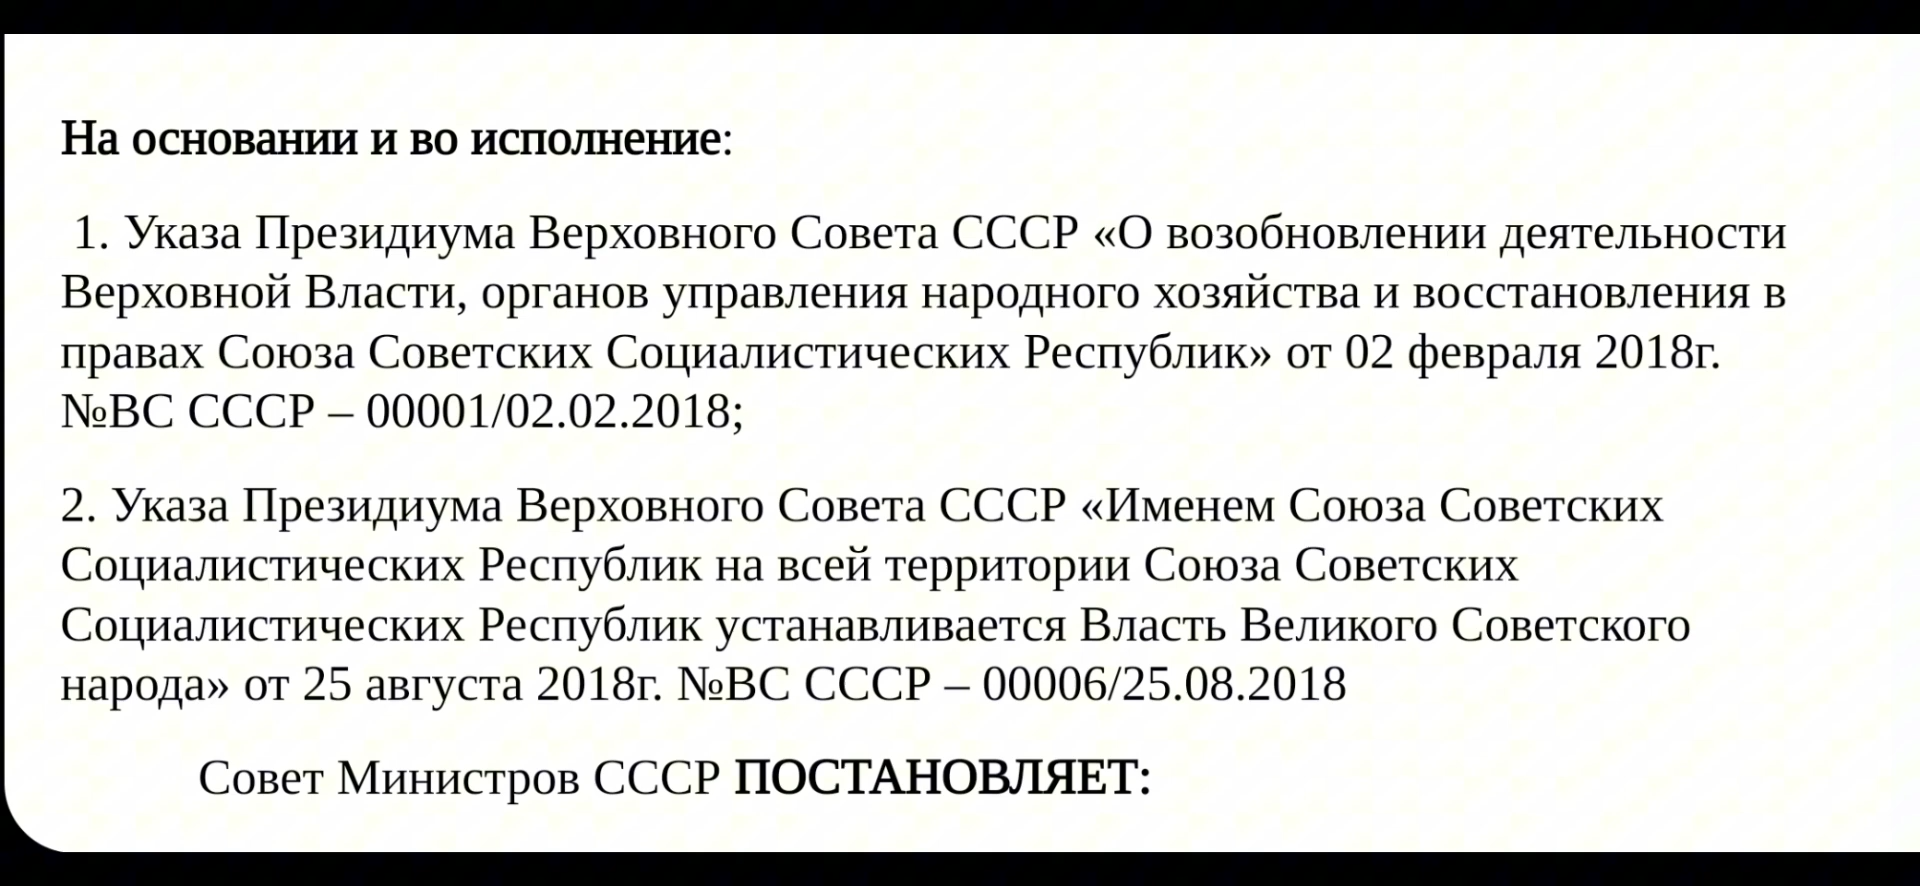 На основании и во исполнение:
1. Указа Президиума Верховного Совета СССР «О возобновлении деятельности
Верховной Власти, органов управления народного хозяйства и восстановления в
правах Союза Советских Социалистических Республик» от 02 февраля 2018г.
№ВС СССР – 00001/02.02.2018;
2. Указа Президиума Верховного Совета СССР «Именем Союза Советских
Социалистических Республик на всей территории Союза Советских
Социалистических Республик устанавливается Власть Великого Советского
народа» от 25 августа 2018г. №ВС СССР – 00006/25.08.2018
Совет Министров СССР ПОСТАНОВЛЯЕТ: